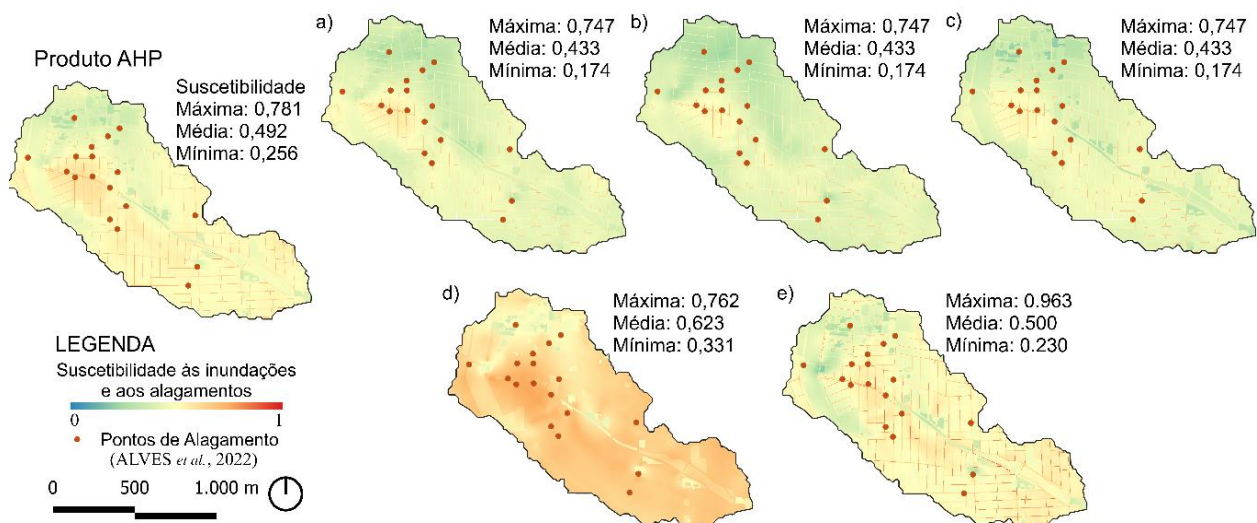 Produto AHP
Suscetibilidade
Máxima: 0,781
Média: 0,492
Mínima: 0,256
a)
Máxima: 0,747
Média: 0,433
Mínima: 0,174
b)
Máxima: 0,747
Média: 0,433
Mínima: 0,174
c)
Máxima: 0,747
Média: 0,433
Mínima: 0,174
d)
Máxima: 0,762
Média: 0,623
Mínima: 0,331
e)
Máxima: 0.963
Média: 0.500
Mínima: 0.230
LEGENDA
Suscetibilidade ás inundações
e aos alagamentos
0 1
Pontos de Alagamento
(ALVES et al., 2022)
0 500 1.000 m